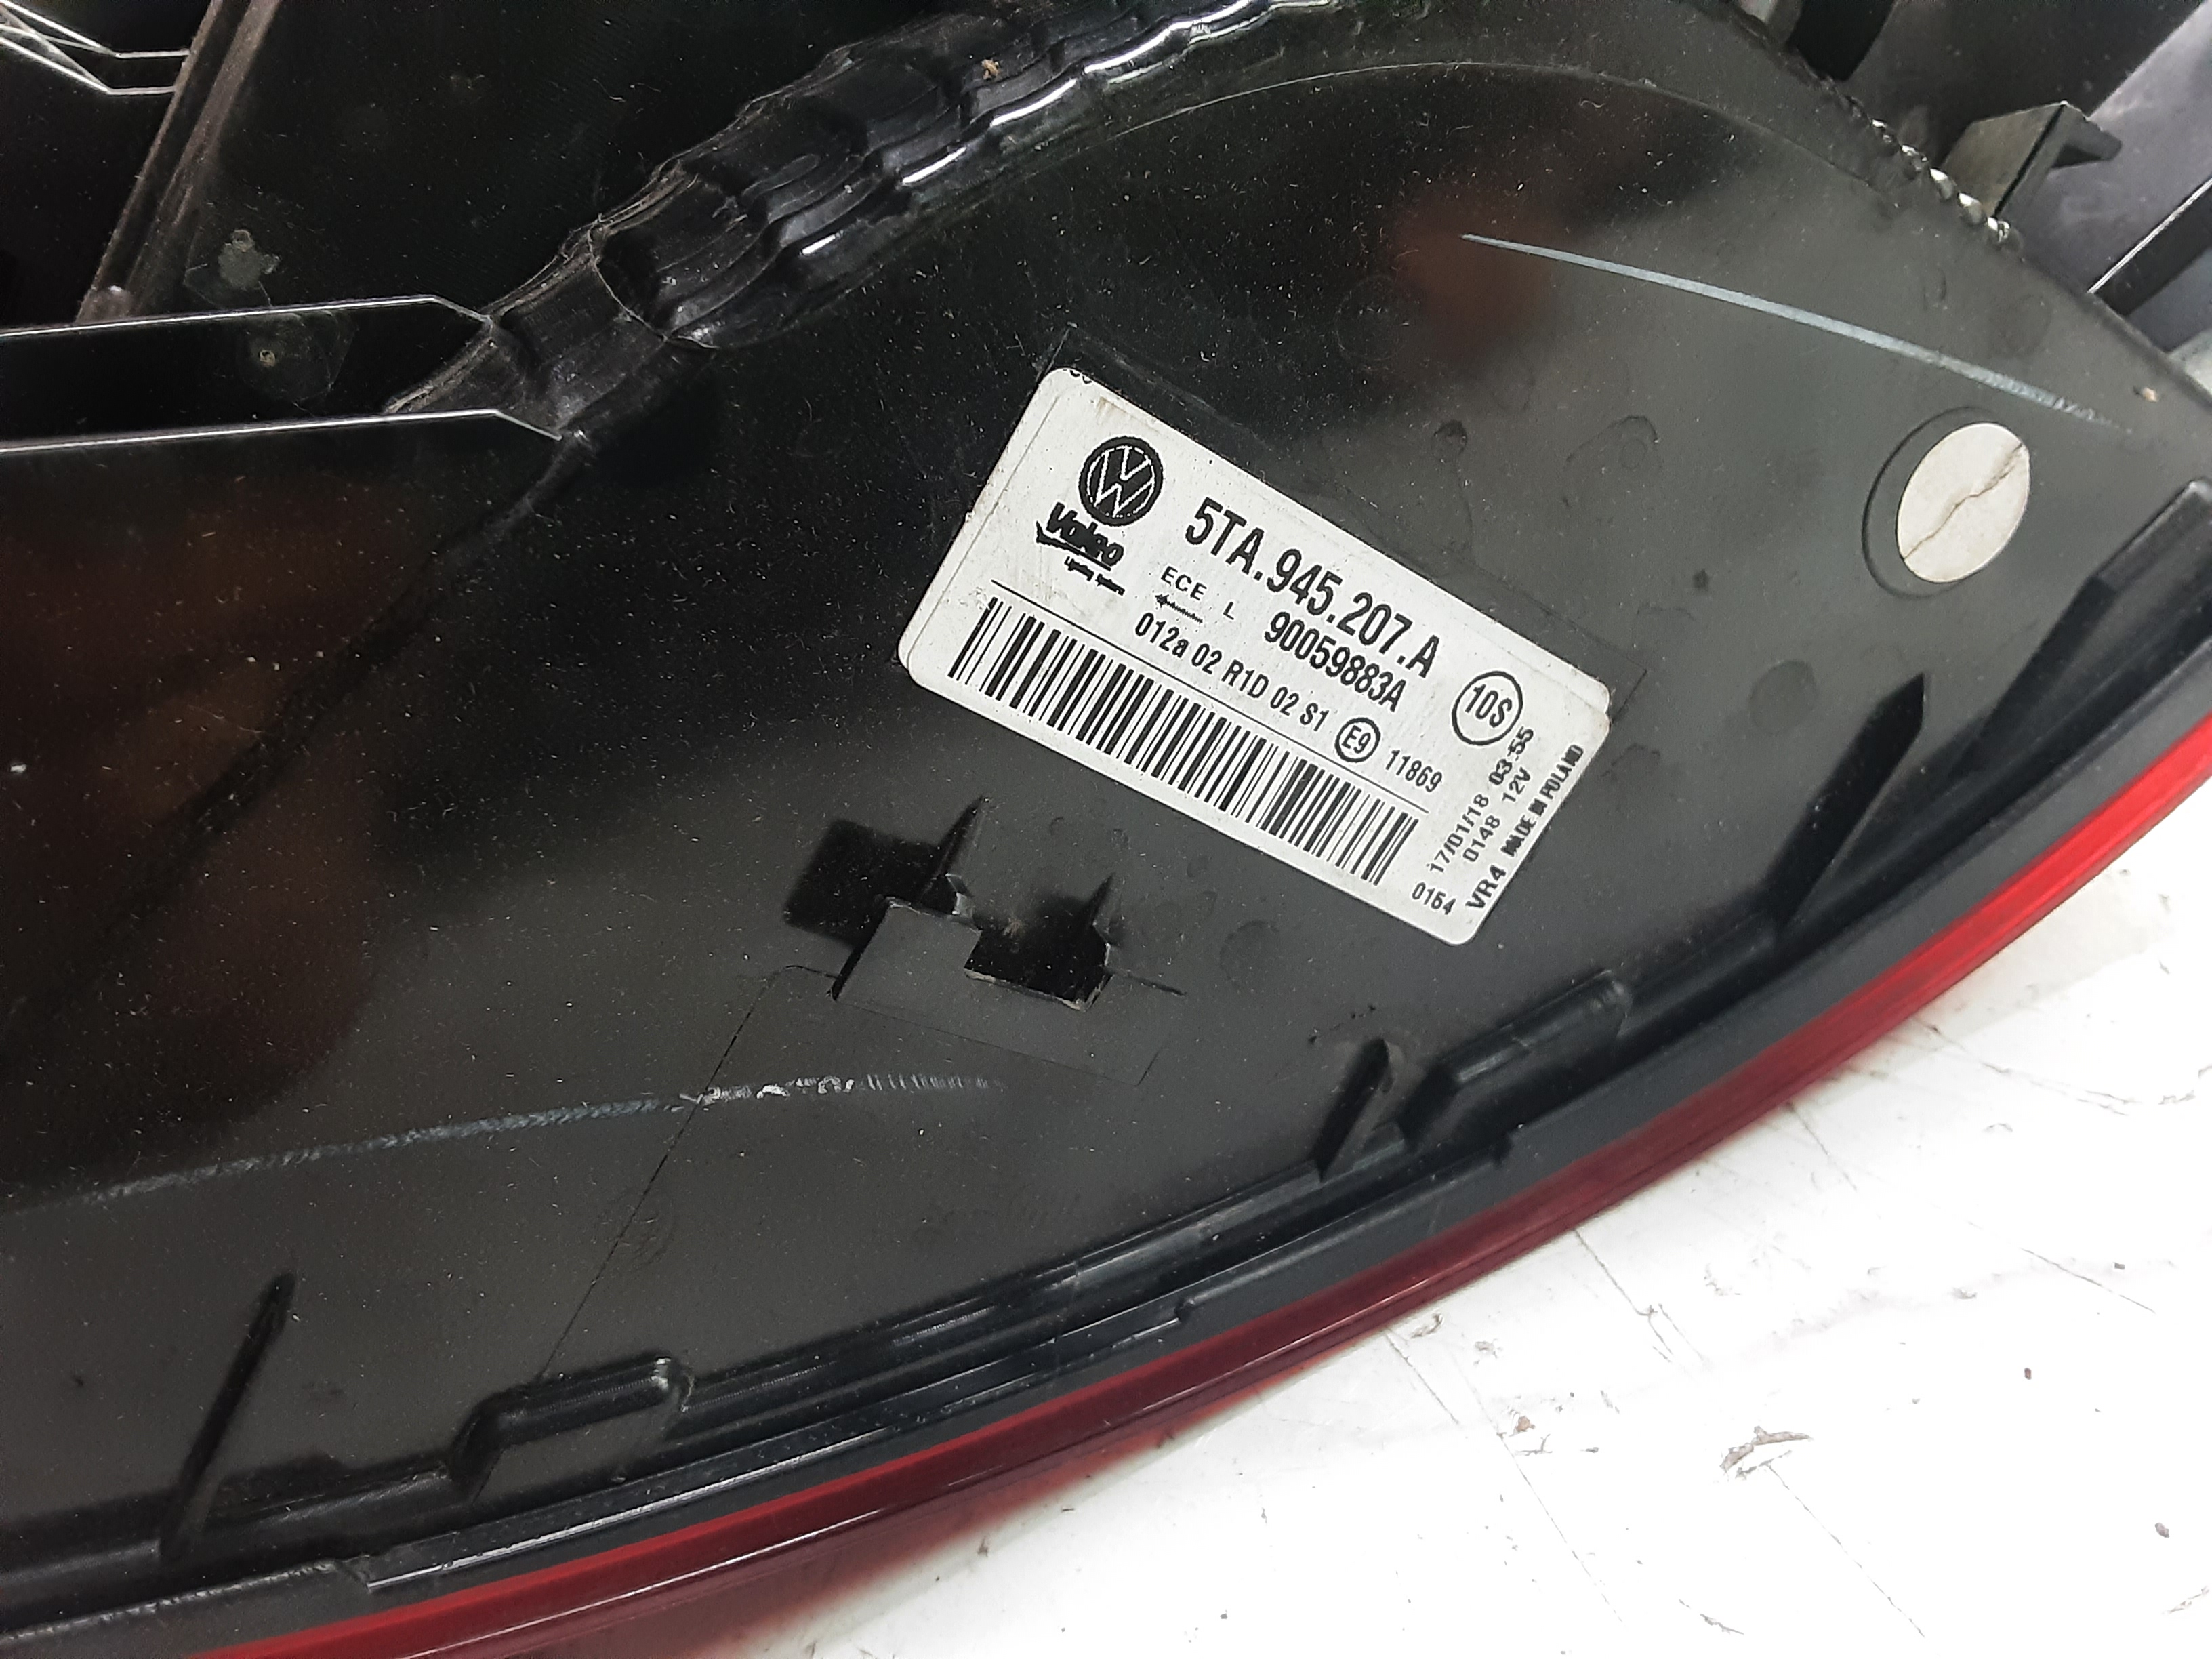 5TA.945.207.A
Valeo
ECE L 90059883A
012a 02 R1D 02 S1 E9 11869
10S
0164
17/01/18 03:55
0148 12V
VR4 MADE IN POLAND